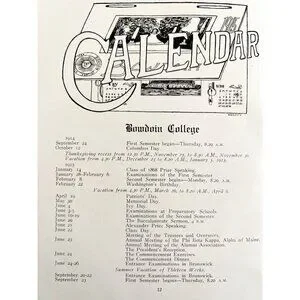 CALENDAR
Bowdoin College
1914
September 24 First Semester began—Thursday, 8.20 A.M.
October 12 Columbus Day.
Thanksgiving recess from 12.30 P.M., November 25, to 8.20 A.M., November 30.
Vacation from 4.30 P.M., December 23 to 8.20 A.M., January 5, 1915.
1915
January 14 Class of 1868 Prize Speaking.
February Examinations of the First Semester
February 8 Second Semester begins—Monday, 8.20 A.M.
February 22 Washington's Birthday.
Vacation from 4.30 P.M., March 26, to 8.20 A.M., April 6.
April 19 Patriots' Day.
May 30 Memorial Day.
June 4 Ivy Day.
June Examinations at Preparatory Schools.
June Examinations of the Second Semester
June 20 The Baccalaureate Sermon, 4 P.M.
June 21 Alexander Prize Speaking.
June 22 Class Day.
Meeting of the Trustees and Overseers.
June 23 Annual Meeting of the Phi Beta Kappa, Alpha of Maine.
Annual Meeting of the Alumni Association.
The President's Reception.
June 24 The Commencement Exercises.
The Commencement Dinner.
June 24-26 Entrance Examinations in Brunswick.
Summer Vacation of Thirteen Weeks.
September 20-22 Entrance Examinations in Brunswick.
September 23 First Semester begins—Thursday, 8.20 A.M.
12